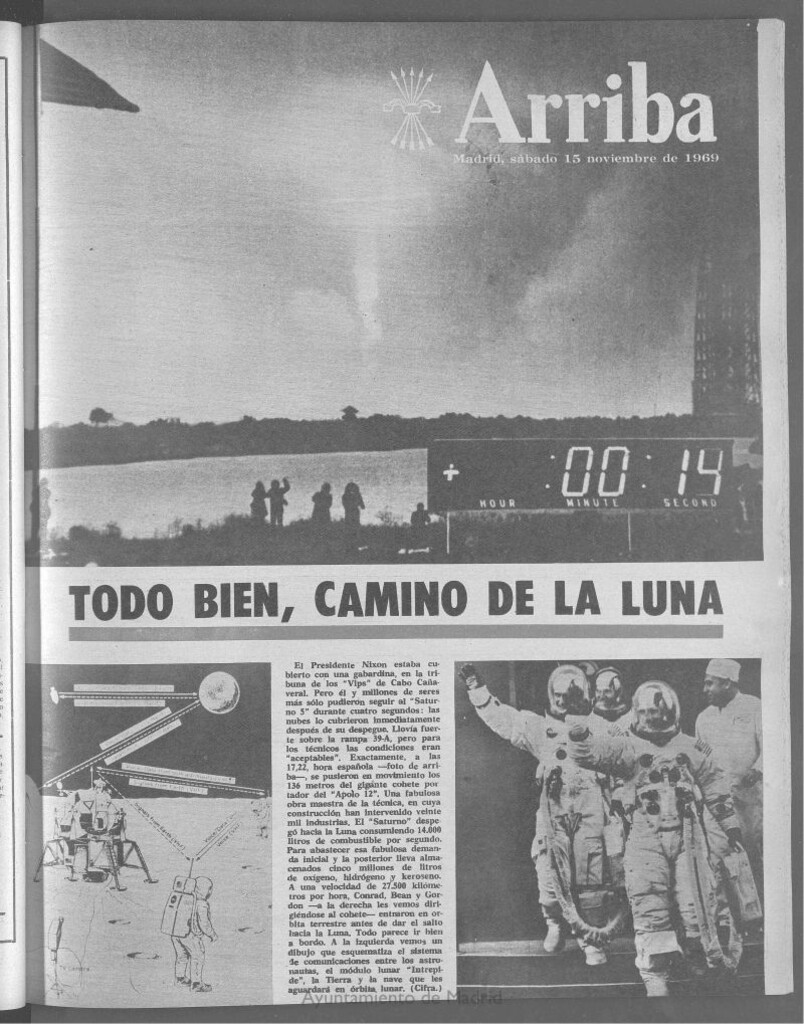 Arriba
Madrid, sábado 15 noviembre de 1969
+ :00:14
HOUR MINUTE SECOND
TODO BIEN, CAMINO DE LA LUNA
El Presidente Nixon estaba cu-
bierto con una gabardina, en la tri-
buna de los "Vips" de Cabo Caña-
veral. Pero él y millones de seres
más sólo pudieron seguir al "Satur-
no 5" durante cuatro segundos: las
nubes lo cubrieron inmediatamente
después de su despegue. Llovía fuer-
te sobre la rampa 39-A, pero para
los técnicos las condiciones eran
"aceptables". Exactamente, a las
17,22, hora española —foto de arri-
ba—, se pusieron en movimiento los
136 metros del gigante cohete por-
tador del "Apolo 12". Una fabulosa
obra maestra de la técnica, en cuya
construcción han intervenido veinte
mil industrias. El "Saturno" despe-
gó hacia la Luna consumiendo 14.000
litros de combustible por segundo.
Para abastecer esa fabulosa deman-
da inicial y la posterior lleva alma-
cenados cinco millones de litros
de oxígeno, hidrógeno y keroseno.
A una velocidad de 27.500 kilóme-
tros por hora, Conrad, Bean y Gor-
don —a la derecha les vemos diri-
giéndose al cohete— entraron en ór-
bita terrestre antes de dar el salto
hacia la Luna. Todo parece ir bien
a bordo. A la izquierda vemos un
dibujo que esquematiza el sistema
de comunicaciones entre los astro-
nautas, el módulo lunar "Intrepi-
de", la Tierra y la nave que les
aguardará en órbita lunar. (Cifra.)
Ayuntamiento de Madrid